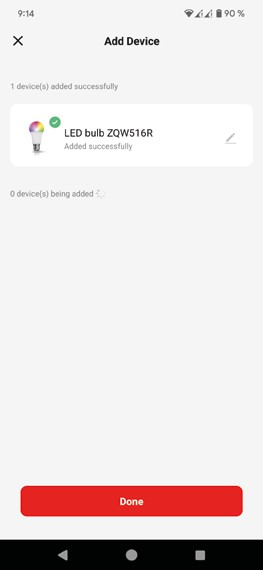 9:14
90 %
Add Device
1 device(s) added successfully
LED bulb ZQW516R
Added successfully
0 device(s) being added
Done